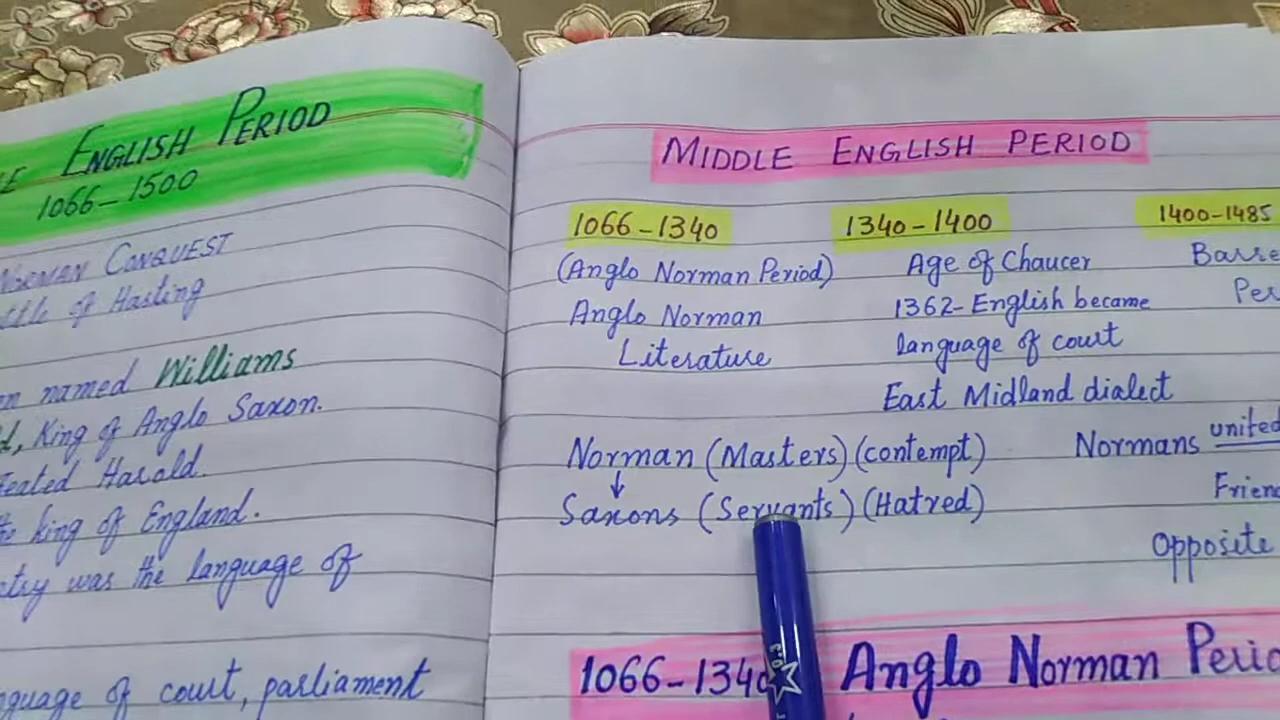 ENGLISH PERIOD
1066-1500
NORMAN CONQUEST
of Hasting
named Williams
King of Anglo Saxon.
Harold.
king of England.
was the language of
of court, parliament
MIDDLE ENGLISH PERIOD
1066-1340
(Anglo Norman Period)
Anglo Norman
Literature
1340-1400
Age of Chaucer
1362-English became
language of court
East Midland dialect
1400-1485
Norman (Masters) (contempt)
↓
Saxons (Servants) (Hatred)
Normans united
Opposite
1066-134 Anglo Norman